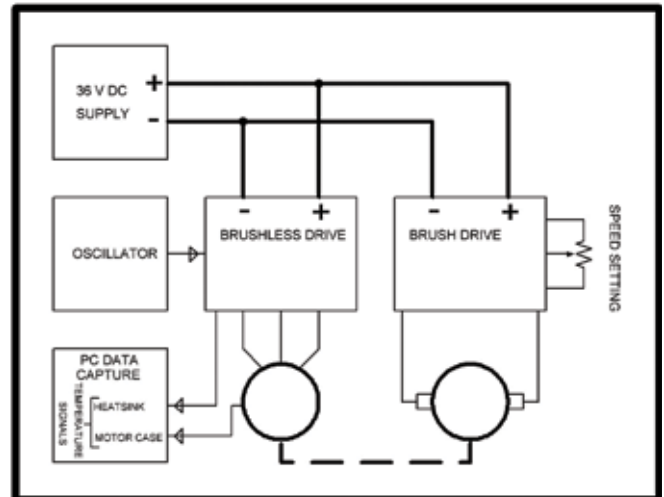 36 V DC
SUPPLY
+
-
OSCILLATOR
- +
BRUSHLESS DRIVE
- +
BRUSH DRIVE
SPEED SETTING
PC DATA
CAPTURE
TEMPERATURE
SIGNALS
HEATSINK
MOTOR CASE